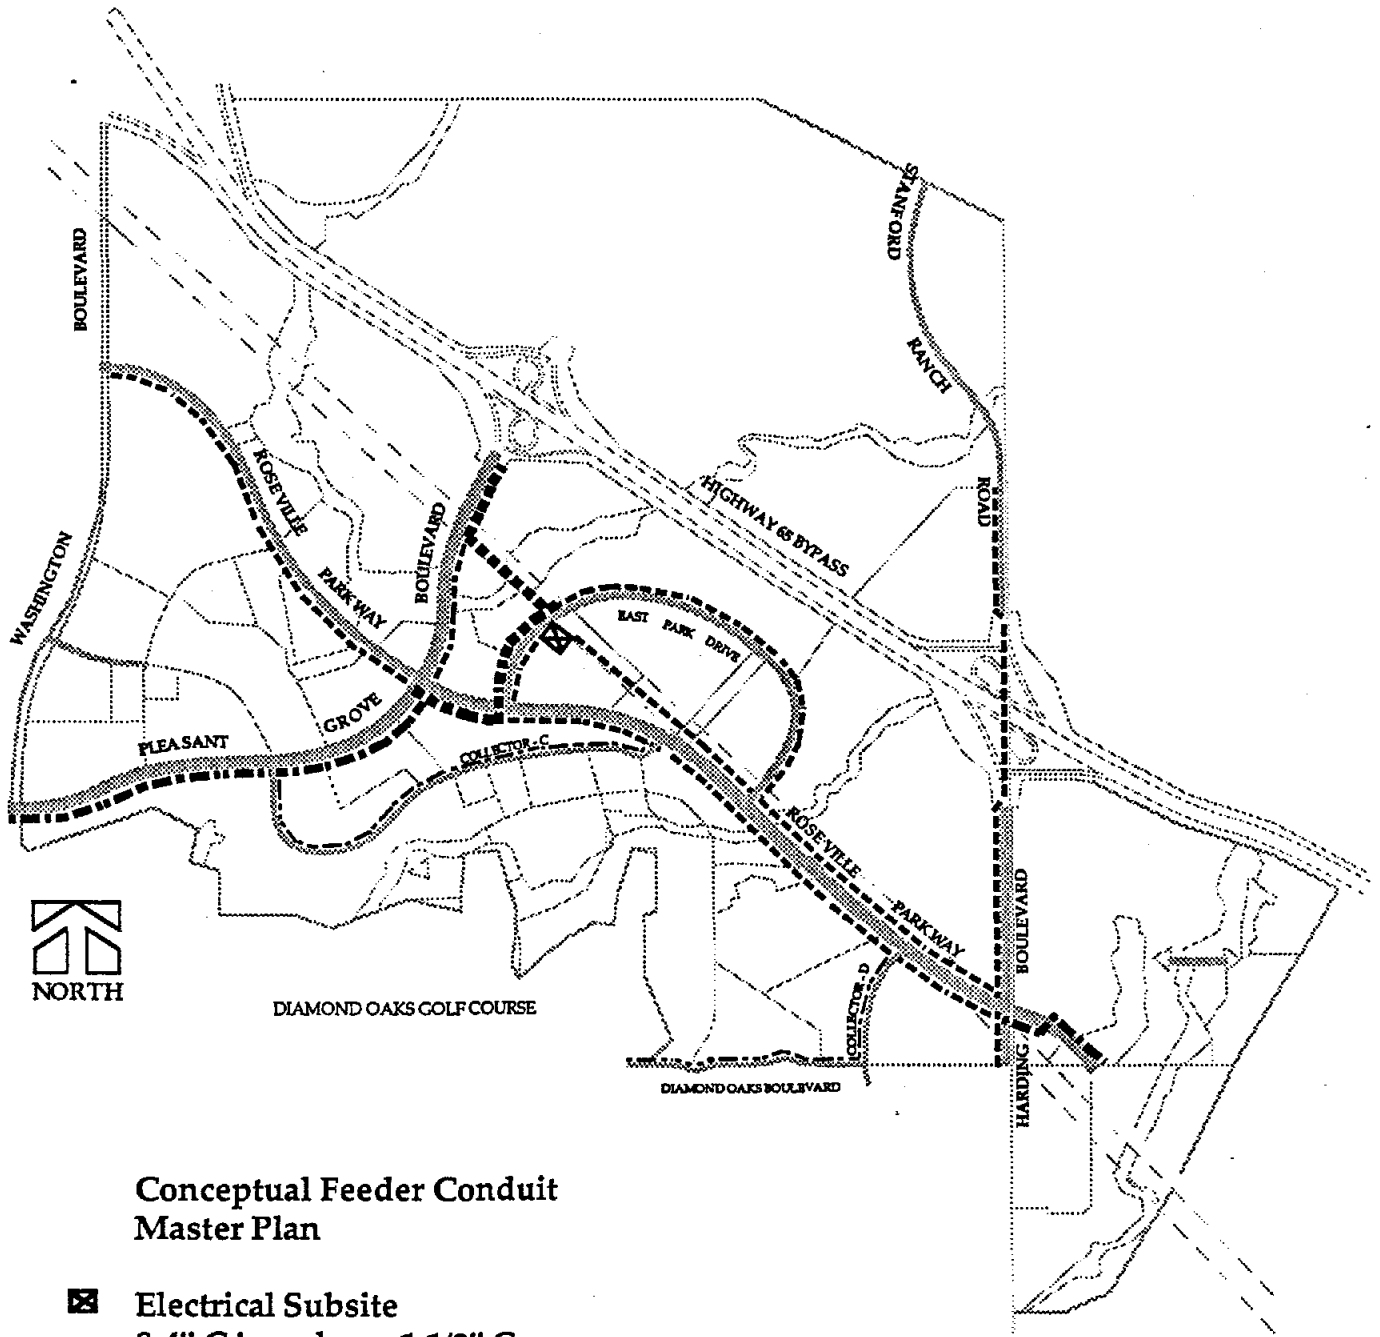 STANFORD
RANCH
ROAD
BOULEVARD
WASHINGTON
ROSEVILLE
PARKWAY
BOULEVARD
HIGHWAY 65 BYPASS
EAST PARK DRIVE
GROVE
PLEASANT
COLLECTOR - C
ROSEVILLE
PARKWAY
BOULEVARD
COLLECTOR - D
HARDING
NORTH
DIAMOND OAKS GOLF COURSE
DIAMOND OAKS BOULEVARD
Conceptual Feeder Conduit
Master Plan
Electrical Subsite